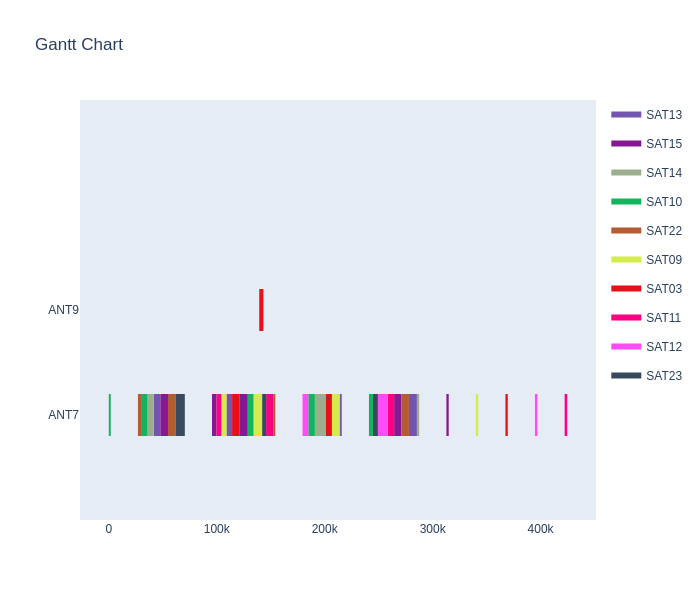 Gantt Chart
SAT13
SAT15
SAT14
SAT10
SAT22
SAT09
SAT03
SAT11
SAT12
SAT23
ANT9
ANT7
0 100k 200k 300k 400k